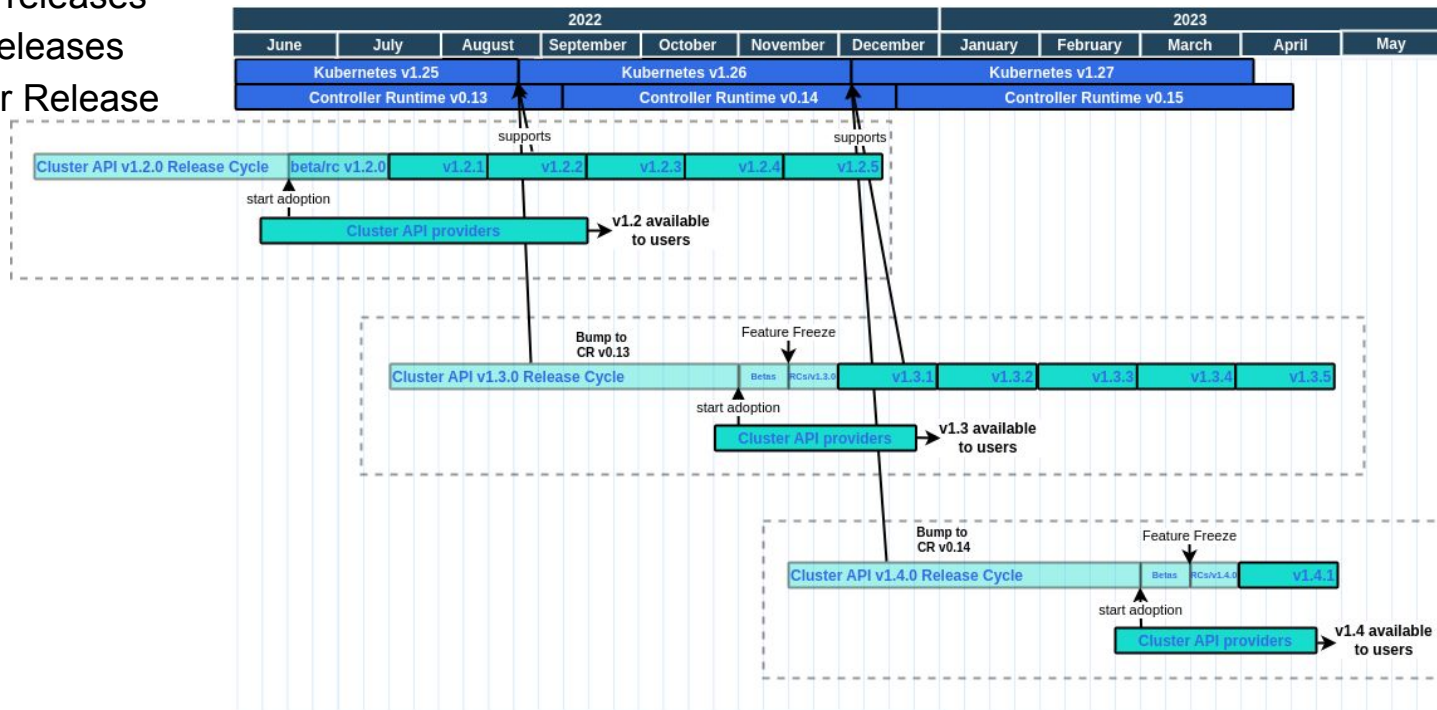 releases
eleases
r Release
2022 2023
June July August September October November December January February March April May
Kubernetes v1.25 Kubernetes v1.26 Kubernetes v1.27
Controller Runtime v0.13 Controller Runtime v0.14 Controller Runtime v0.15
supports supports
Cluster API v1.2.0 Release Cycle beta/rc v1.2.0 v1.2.1 v1.2.2 v1.2.3 v1.2.4 v1.2.5
start adoption
Cluster API providers
v1.2 available
to users
Bump to
CR v0.13
Feature Freeze
Cluster API v1.3.0 Release Cycle Betas RCs/v1.3.0 v1.3.1 v1.3.2 v1.3.3 v1.3.4 v1.3.5
start adoption
Cluster API providers
v1.3 available
to users
Bump to
CR v0.14
Feature Freeze
Cluster API v1.4.0 Release Cycle Betas RCs/v1.4.0 v1.4.1
start adoption
Cluster API providers
v1.4 available
to users